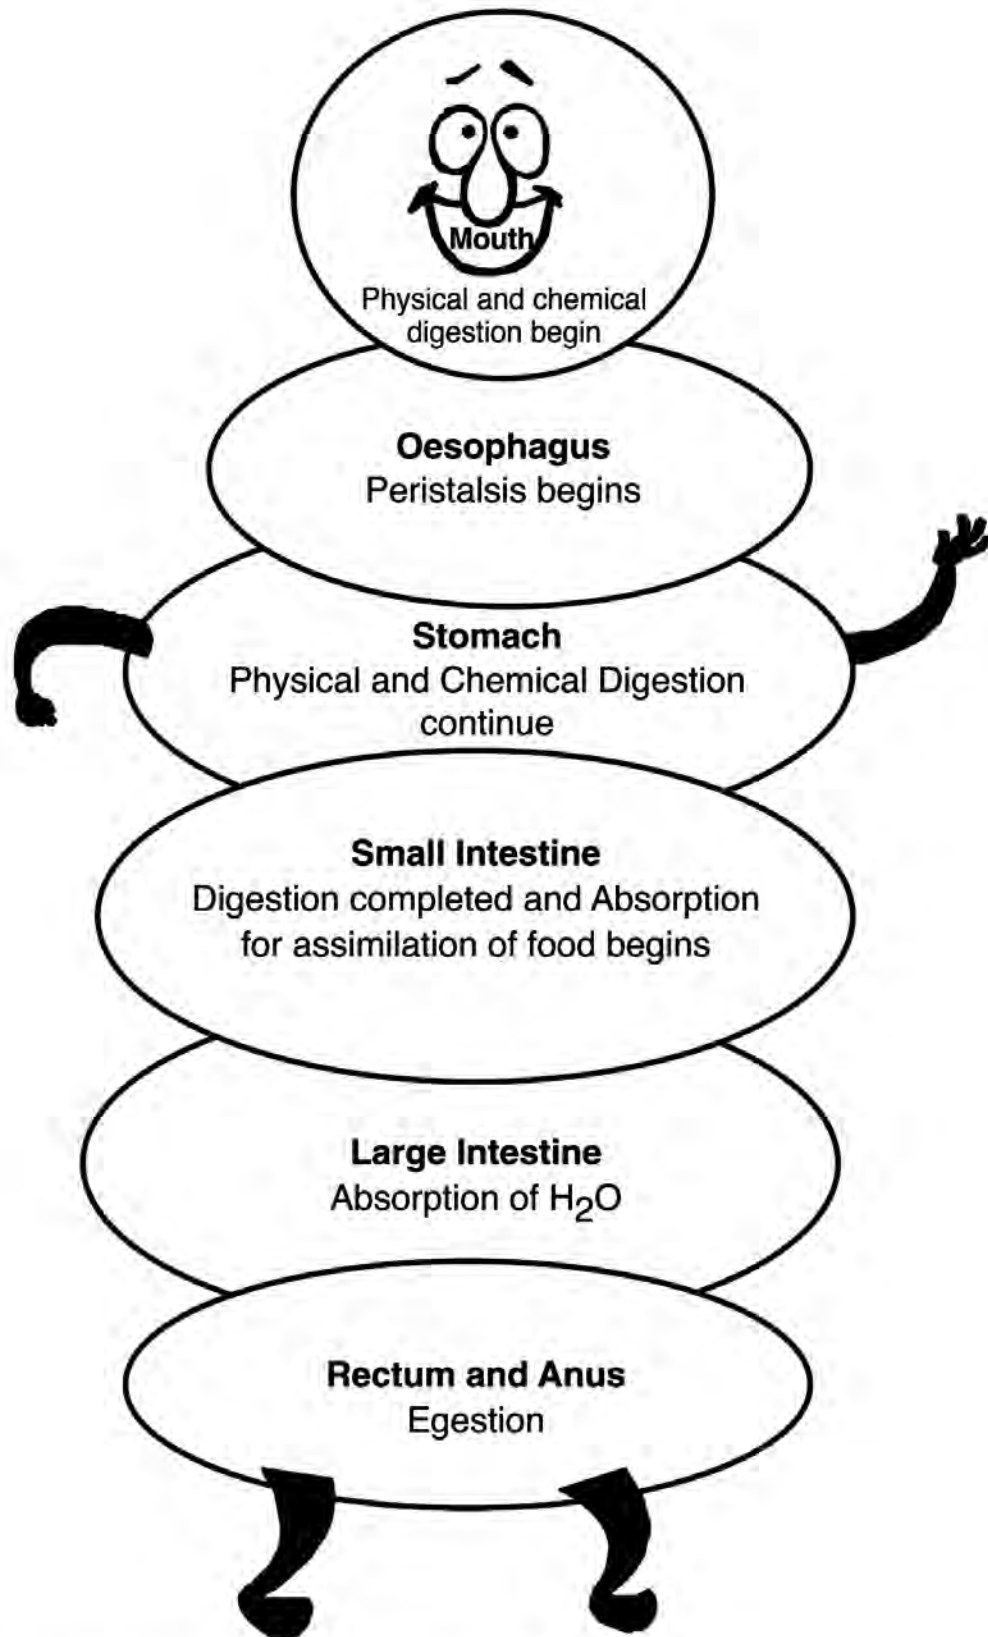 Mouth
Physical and chemical
digestion begin
Oesophagus
Peristalsis begins
Stomach
Physical and Chemical Digestion
continue
Small Intestine
Digestion completed and Absorption
for assimilation of food begins
Large Intestine
Absorption of H₂O
Rectum and Anus
Egestion